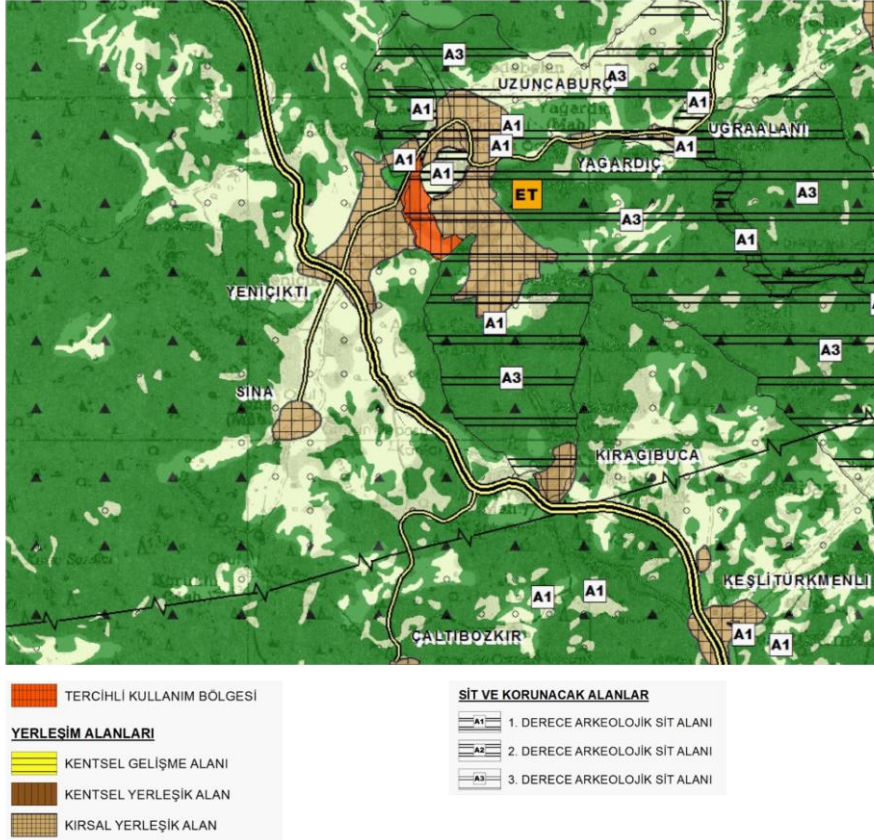 A3
UZUNCABURÇ
A3
A1
A1
A1
A1
UĞRAALANI
A1
A1
A1
YAĞARDIÇ
ET
A3
A3
A1
YENİÇIKTI
A1
A3
A3
SİNA
KIRAĞIBUCA
KEŞLİTÜRKMENLİ
A1
A1
ÇALTIBOZKIR
A1
A1
TERCİHLİ KULLANIM BÖLGESİ
YERLEŞİM ALANLARI
KENTSEL GELİŞME ALANI
KENTSEL YERLEŞİK ALAN
KIRSAL YERLEŞİK ALAN
SİT VE KORUNACAK ALANLAR
A1 1. DERECE ARKEOLOJİK SİT ALANI
A2 2. DERECE ARKEOLOJİK SİT ALANI
A3 3. DERECE ARKEOLOJİK SİT ALANI